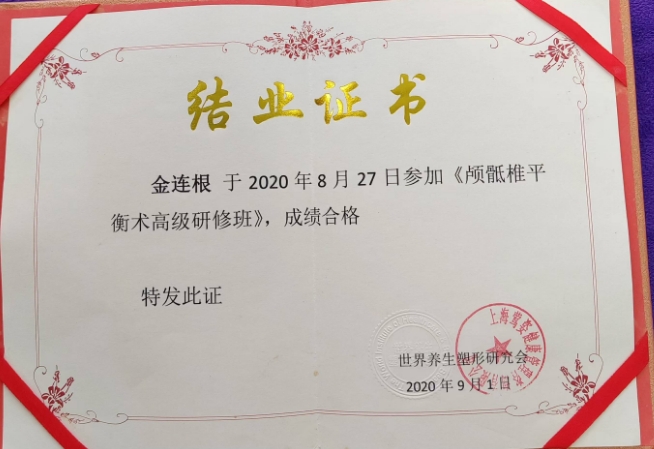 结业证书
金连根 于 2020 年 8 月 27 日参加《颅骶椎平
衡术高级研修班》，成绩合格
特发此证
世界养生塑形研究会
2020 年 9 月 1 日